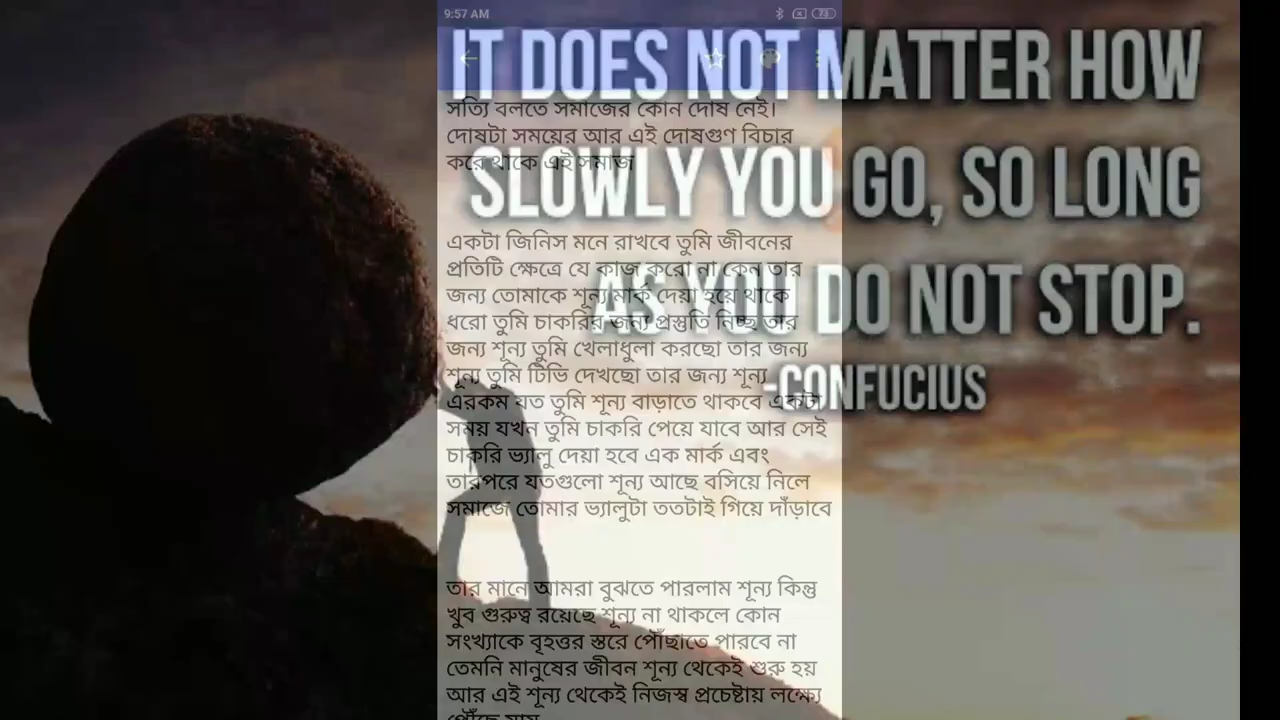 9:57 AM
73
IT DOES NOT MATTER HOW
SLOWLY YOU GO, SO LONG
AS YOU DO NOT STOP.
-CONFUCIUS
সত্যি বলতে সমাজের কোন দোষ নেই।
দোষটা সময়ের আর এই দোষগুণ বিচার
করে থাকে এই সমাজ
একটা জিনিস মনে রাখবে তুমি জীবনের
প্রতিটি ক্ষেত্রে যে কাজ করো না কেন তার
জন্য তোমাকে শূন্য মার্ক দেয়া হয়ে থাকে
ধরো তুমি চাকরির জন্য প্রস্তুতি নিচ্ছ তার
জন্য শূন্য তুমি খেলাধুলা করছো তার জন্য
শূন্য তুমি টিভি দেখছো তার জন্য শূন্য
এরকম যত তুমি শূন্য বাড়াতে থাকবে একটা
সময় যখন তুমি চাকরি পেয়ে যাবে আর সেই
চাকরি ভ্যালু দেয়া হবে এক মার্ক এবং
তারপরে যতগুলো শূন্য আছে বসিয়ে নিলে
সমাজে তোমার ভ্যালুটা ততটাই গিয়ে দাঁড়াবে
তার মানে আমরা বুঝতে পারলাম শূন্য কিন্তু
খুব গুরুত্ব রয়েছে শূন্য না থাকলে কোন
সংখ্যাকে বৃহত্তর স্তরে পৌঁছাতে পারবে না
তেমনি মানুষের জীবন শূন্য থেকেই শুরু হয়
আর এই শূন্য থেকেই নিজস্ব প্রচেষ্টায় লক্ষ্যে